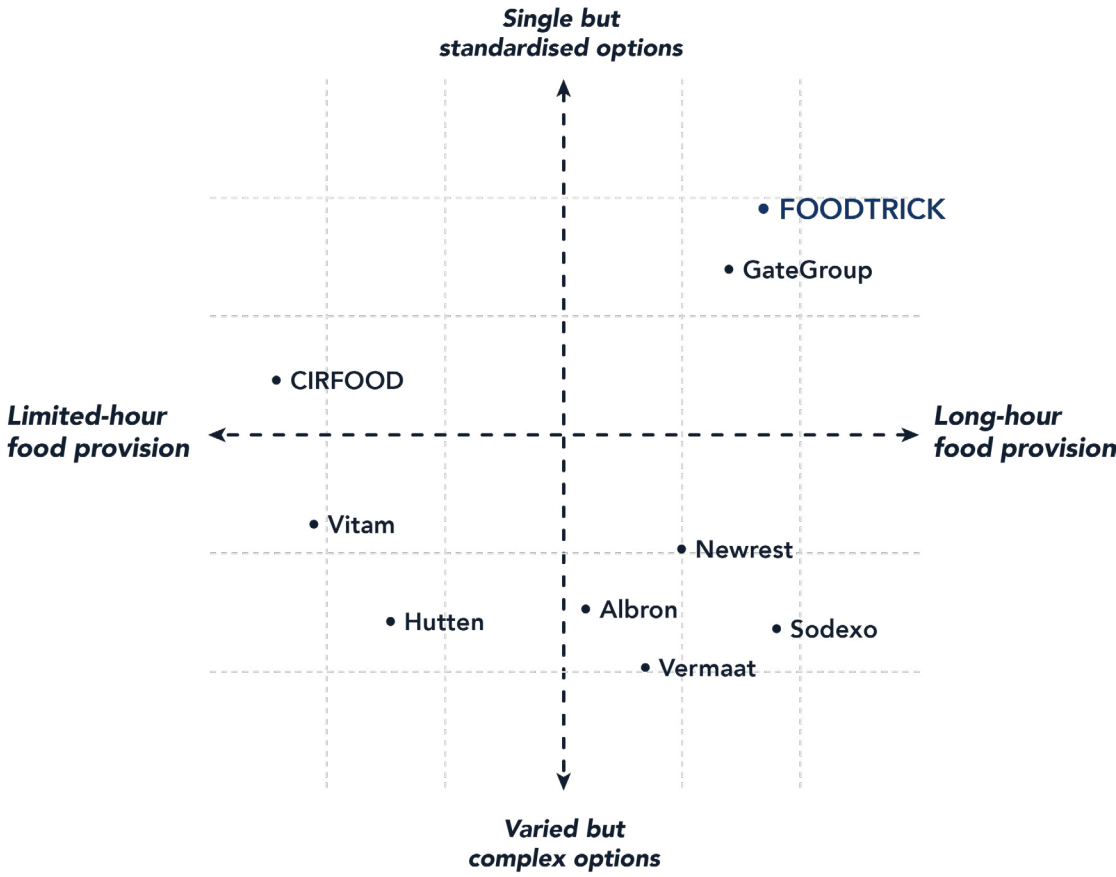 Single but
standardised options
FOODTRICK
GateGroup
CIRFOOD
Limited-hour
food provision
Long-hour
food provision
Vitam
Newrest
Albron
Hutten
Sodexo
Vermaat
Varied but
complex options